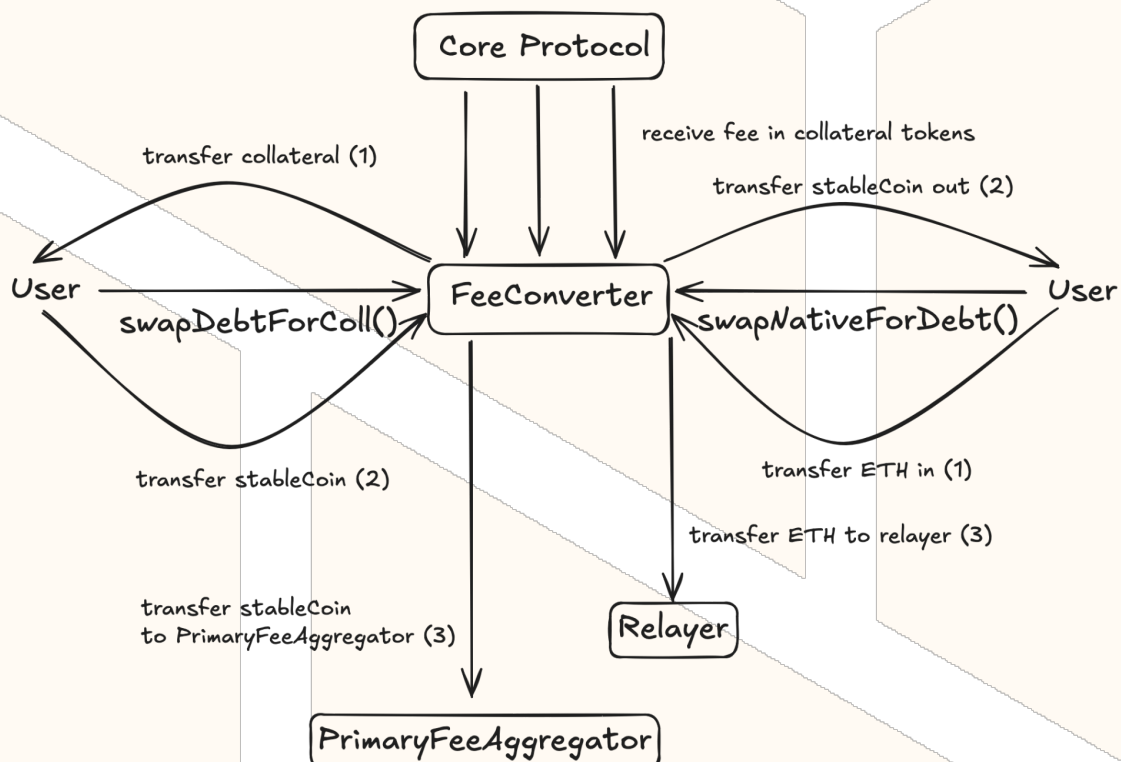 Core Protocol
receive fee in collateral tokens
transfer collateral (1)
transfer stableCoin out (2)
User
FeeConverter
User
swapDebtForColl()
swapNativeForDebt()
transfer stableCoin (2)
transfer ETH in (1)
transfer ETH to relayer (3)
transfer stableCoin
to PrimaryFeeAggregator (3)
Relayer
PrimaryFeeAggregator